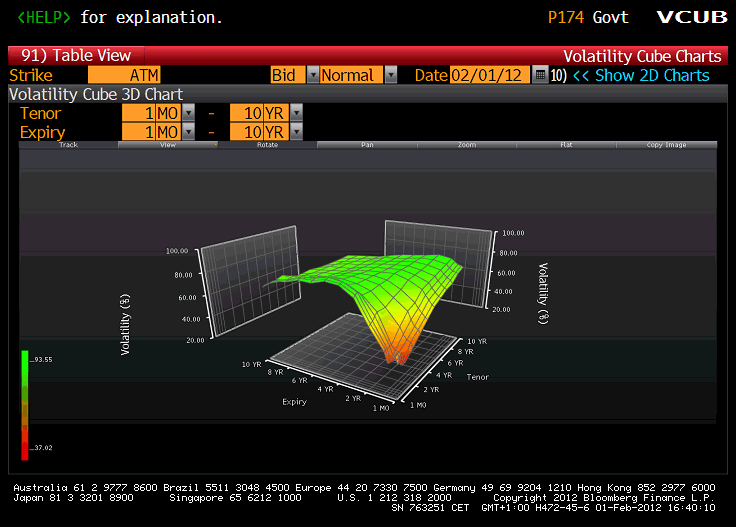 <HELP> for explanation. P174 Govt VCUB
91) Table View Volatility Cube Charts
Strike ATM Bid Normal Date 02/01/12 10) << Show 2D Charts
Volatility Cube 3D Chart
Tenor 1 MO - 10 YR
Expiry 1 MO - 10 YR
Track View Rotate Pan Zoom Flat Copy Image
100.00
80.00
60.00
40.00
20.00
Volatility (%)
100.00
80.00
60.00
40.00
20.00
Volatility (%)
10 YR
8 YR
6 YR
4 YR
2 YR
1 MO
Expiry
10 YR
8 YR
6 YR
4 YR
2 YR
1 MO
Tenor
93.55
37.02
Australia 61 2 9777 8600 Brazil 5511 3048 4500 Europe 44 20 7330 7500 Germany 49 69 9204 1210 Hong Kong 852 2977 6000
Japan 81 3 3201 8900 Singapore 65 6212 1000 U.S. 1 212 318 2000 Copyright 2012 Bloomberg Finance L.P.
SN 763251 CET GMT+1:00 H472-45-6 01-Feb-2012 16:40:10